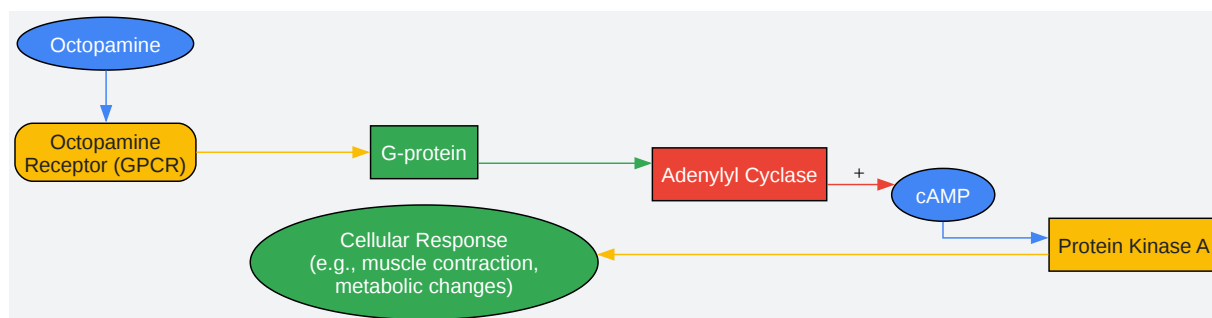 Octopamine
Octopamine
Receptor (GPCR)
G-protein
Adenylyl Cyclase
+
cAMP
Protein Kinase A
Cellular Response
(e.g., muscle contraction,
metabolic changes)